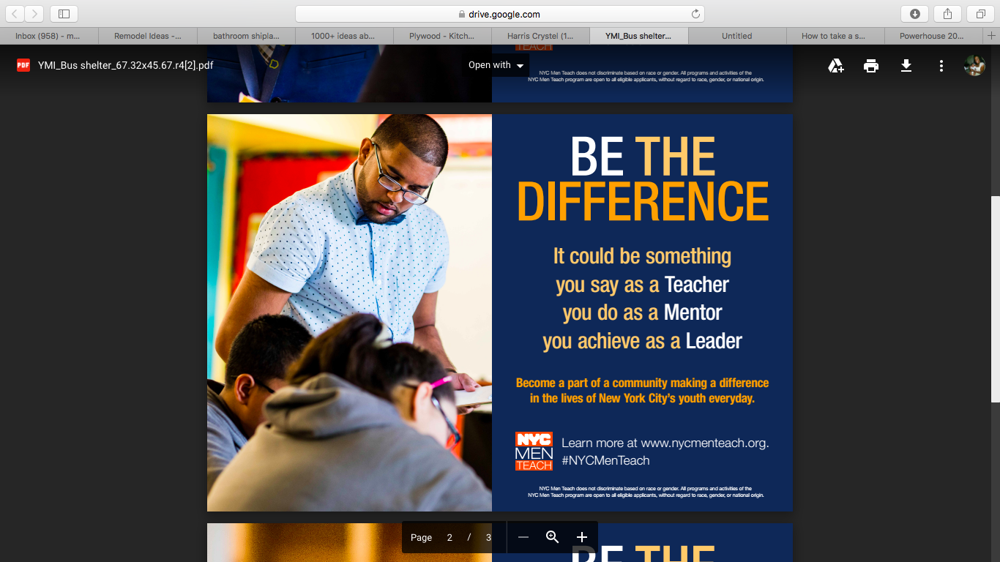 drive.google.com
Inbox (958) - m...
Remodel Ideas -...
bathroom shipla...
1000+ ideas ab...
Plywood - Kitch...
Harris Crystel (1...
YMI_Bus shelter...
Untitled
How to take a s...
Powerhouse 20...
PDF
YMI_Bus shelter_67.32x45.67.r4[2].pdf
Open with
TEACH
NYC Men Teach does not discriminate based on race or gender. All programs and activities of the
NYC Men Teach program are open to all eligible applicants, without regard to race, gender, or national origin.
BE THE
DIFFERENCE
It could be something
you say as a Teacher
you do as a Mentor
you achieve as a Leader
Become a part of a community making a difference
in the lives of New York City's youth everyday.
NYC
MEN
TEACH
Learn more at www.nycmenteach.org.
#NYCMenTeach
NYC Men Teach does not discriminate based on race or gender. All programs and activities of the
NYC Men Teach program are open to all eligible applicants, without regard to race, gender, or national origin.
Page 2 / 3
BE THE